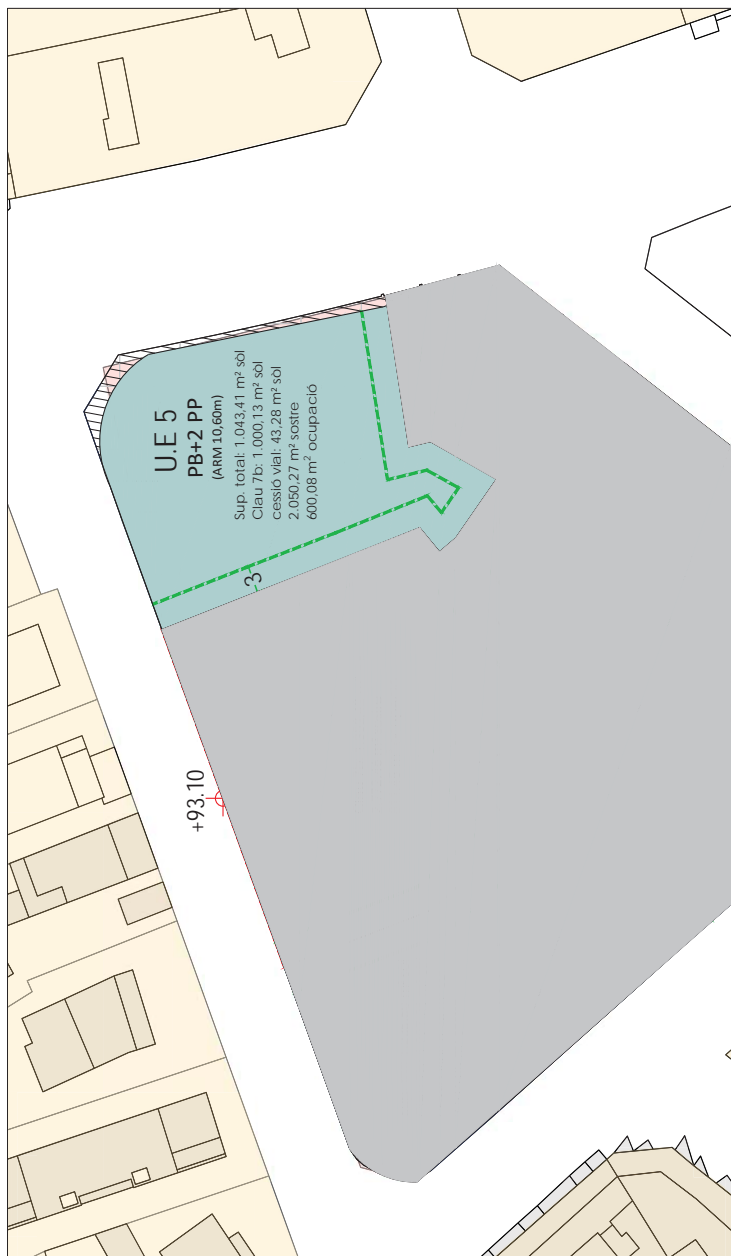 U.E 5
PB+2 PP
(ARM 10,60m)
Sup. total: 1.043,41 m² sòl
Clau 7b: 1.000,13 m² sòl
cessió vial: 43,28 m² sòl
2.050,27 m² sostre
600,08 m² ocupació
3
+93.10